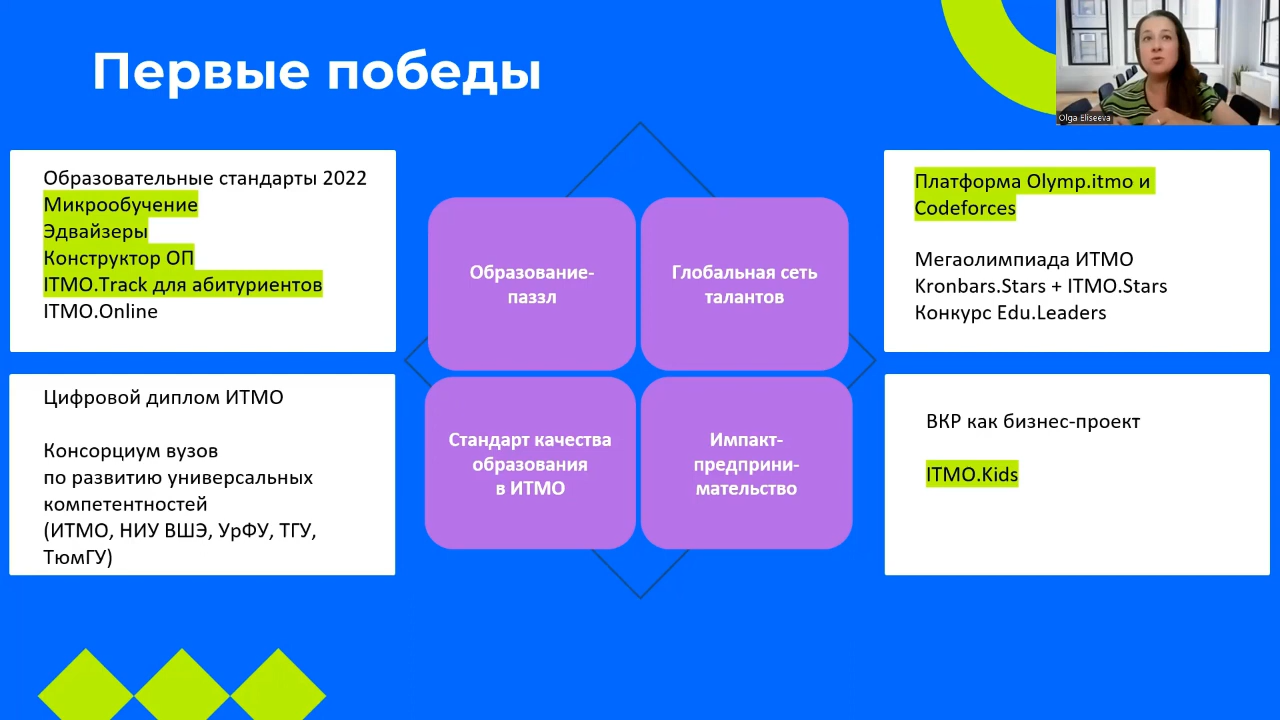 Первые победы
Olga Eliseeva
Образовательные стандарты 2022
Микрообучение
Эдвайзеры
Конструктор ОП
ITMO.Track для абитуриентов
ITMO.Online
Образование-
паззл
Глобальная сеть
талантов
Платформа Olymp.itmo и
Codeforces
Мегаолимпиада ИТМО
Kronbars.Stars + ITMO.Stars
Конкурс Edu.Leaders
Цифровой диплом ИТМО
Консорциум вузов
по развитию универсальных
компетентностей
(ИТМО, НИУ ВШЭ, УрФУ, ТГУ,
ТюмГУ)
Стандарт качества
образования
в ИТМО
Импакт-
предприни-
мательство
ВКР как бизнес-проект
ITMO.Kids